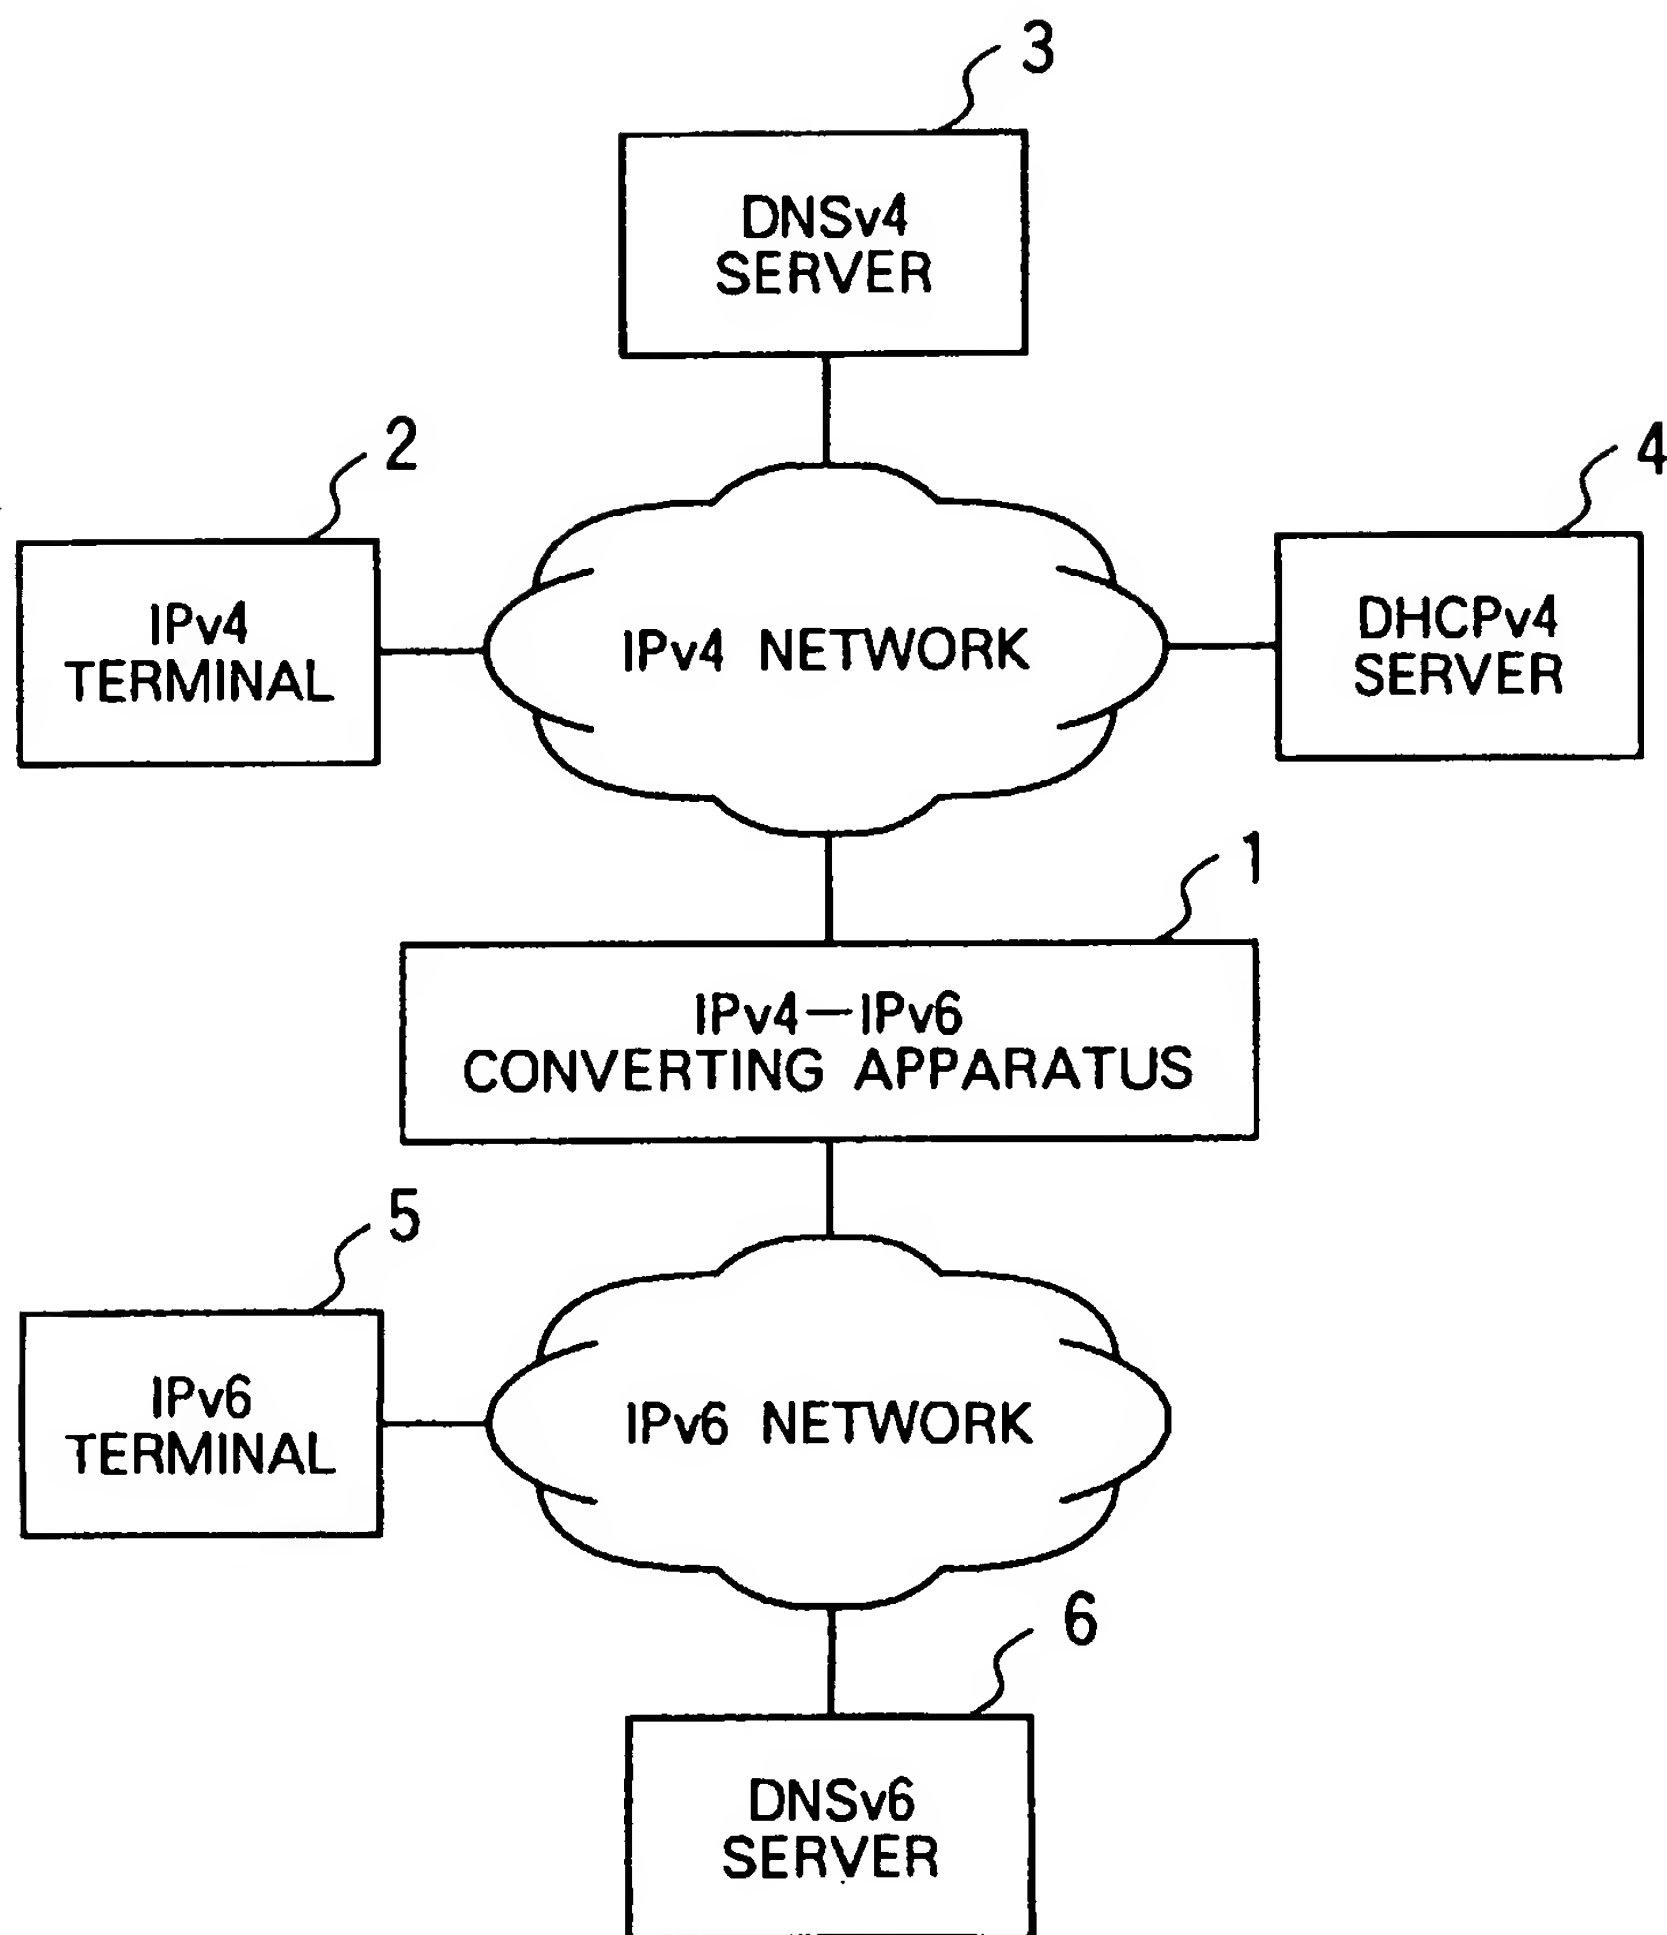 3
DNSv4
SERVER
2
4
IPv4
TERMINAL
IPv4 NETWORK
DHCPv4
SERVER
1
IPv4—IPv6
CONVERTING APPARATUS
5
IPv6
TERMINAL
IPv6 NETWORK
6
DNSv6
SERVER